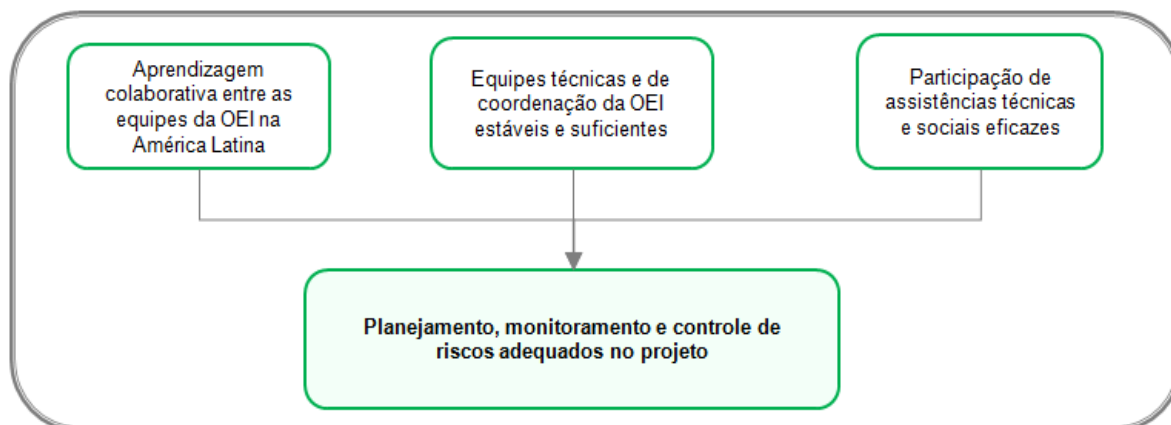 Aprendizagem
colaborativa entre as
equipes da OEI na
América Latina
Equipes técnicas e de
coordenação da OEI
estáveis e suficientes
Participação de
assistências técnicas
e sociais eficazes
Planejamento, monitoramento e controle de
riscos adequados no projeto